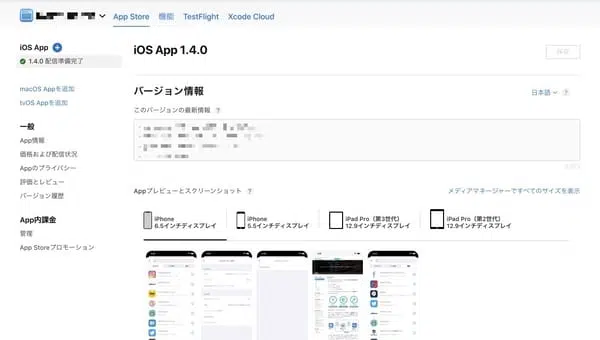 App Store 機能 TestFlight Xcode Cloud
iOS App
1.4.0 配信準備完了
macOS Appを追加
tvOS Appを追加
一般
App情報
価格および配信状況
Appのプライバシー
評価とレビュー
バージョン履歴
App内課金
管理
App Storeプロモーション
iOS App 1.4.0
保存
バージョン情報
日本語 ?
このバージョンの最新情報 ?
Appプレビューとスクリーンショット ?
メディアマネージャーですべてのサイズを表示
iPhone
6.5インチディスプレイ
iPhone
5.5インチディスプレイ
iPad Pro（第3世代）
12.9インチディスプレイ
iPad Pro（第2世代）
12.9インチディスプレイ